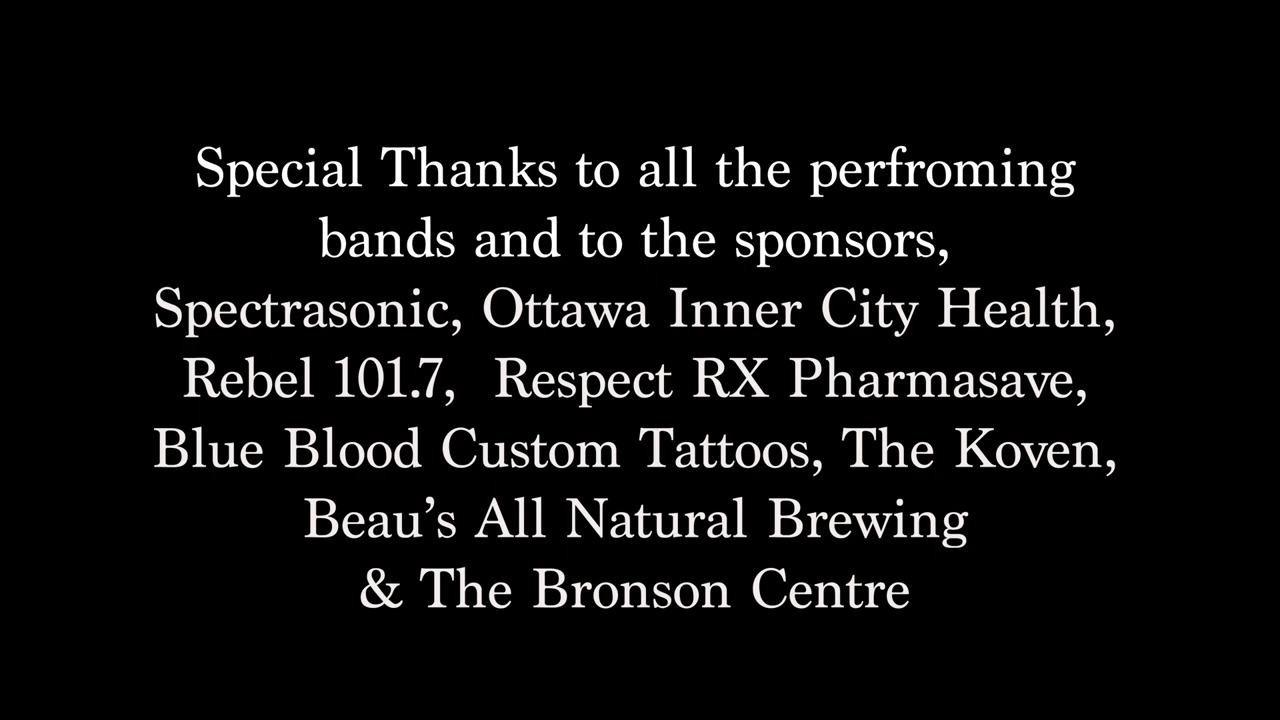 Special Thanks to all the perfroming
bands and to the sponsors,
Spectrasonic, Ottawa Inner City Health,
Rebel 101.7,  Respect RX Pharmasave,
Blue Blood Custom Tattoos, The Koven,
Beau’s All Natural Brewing
& The Bronson Centre